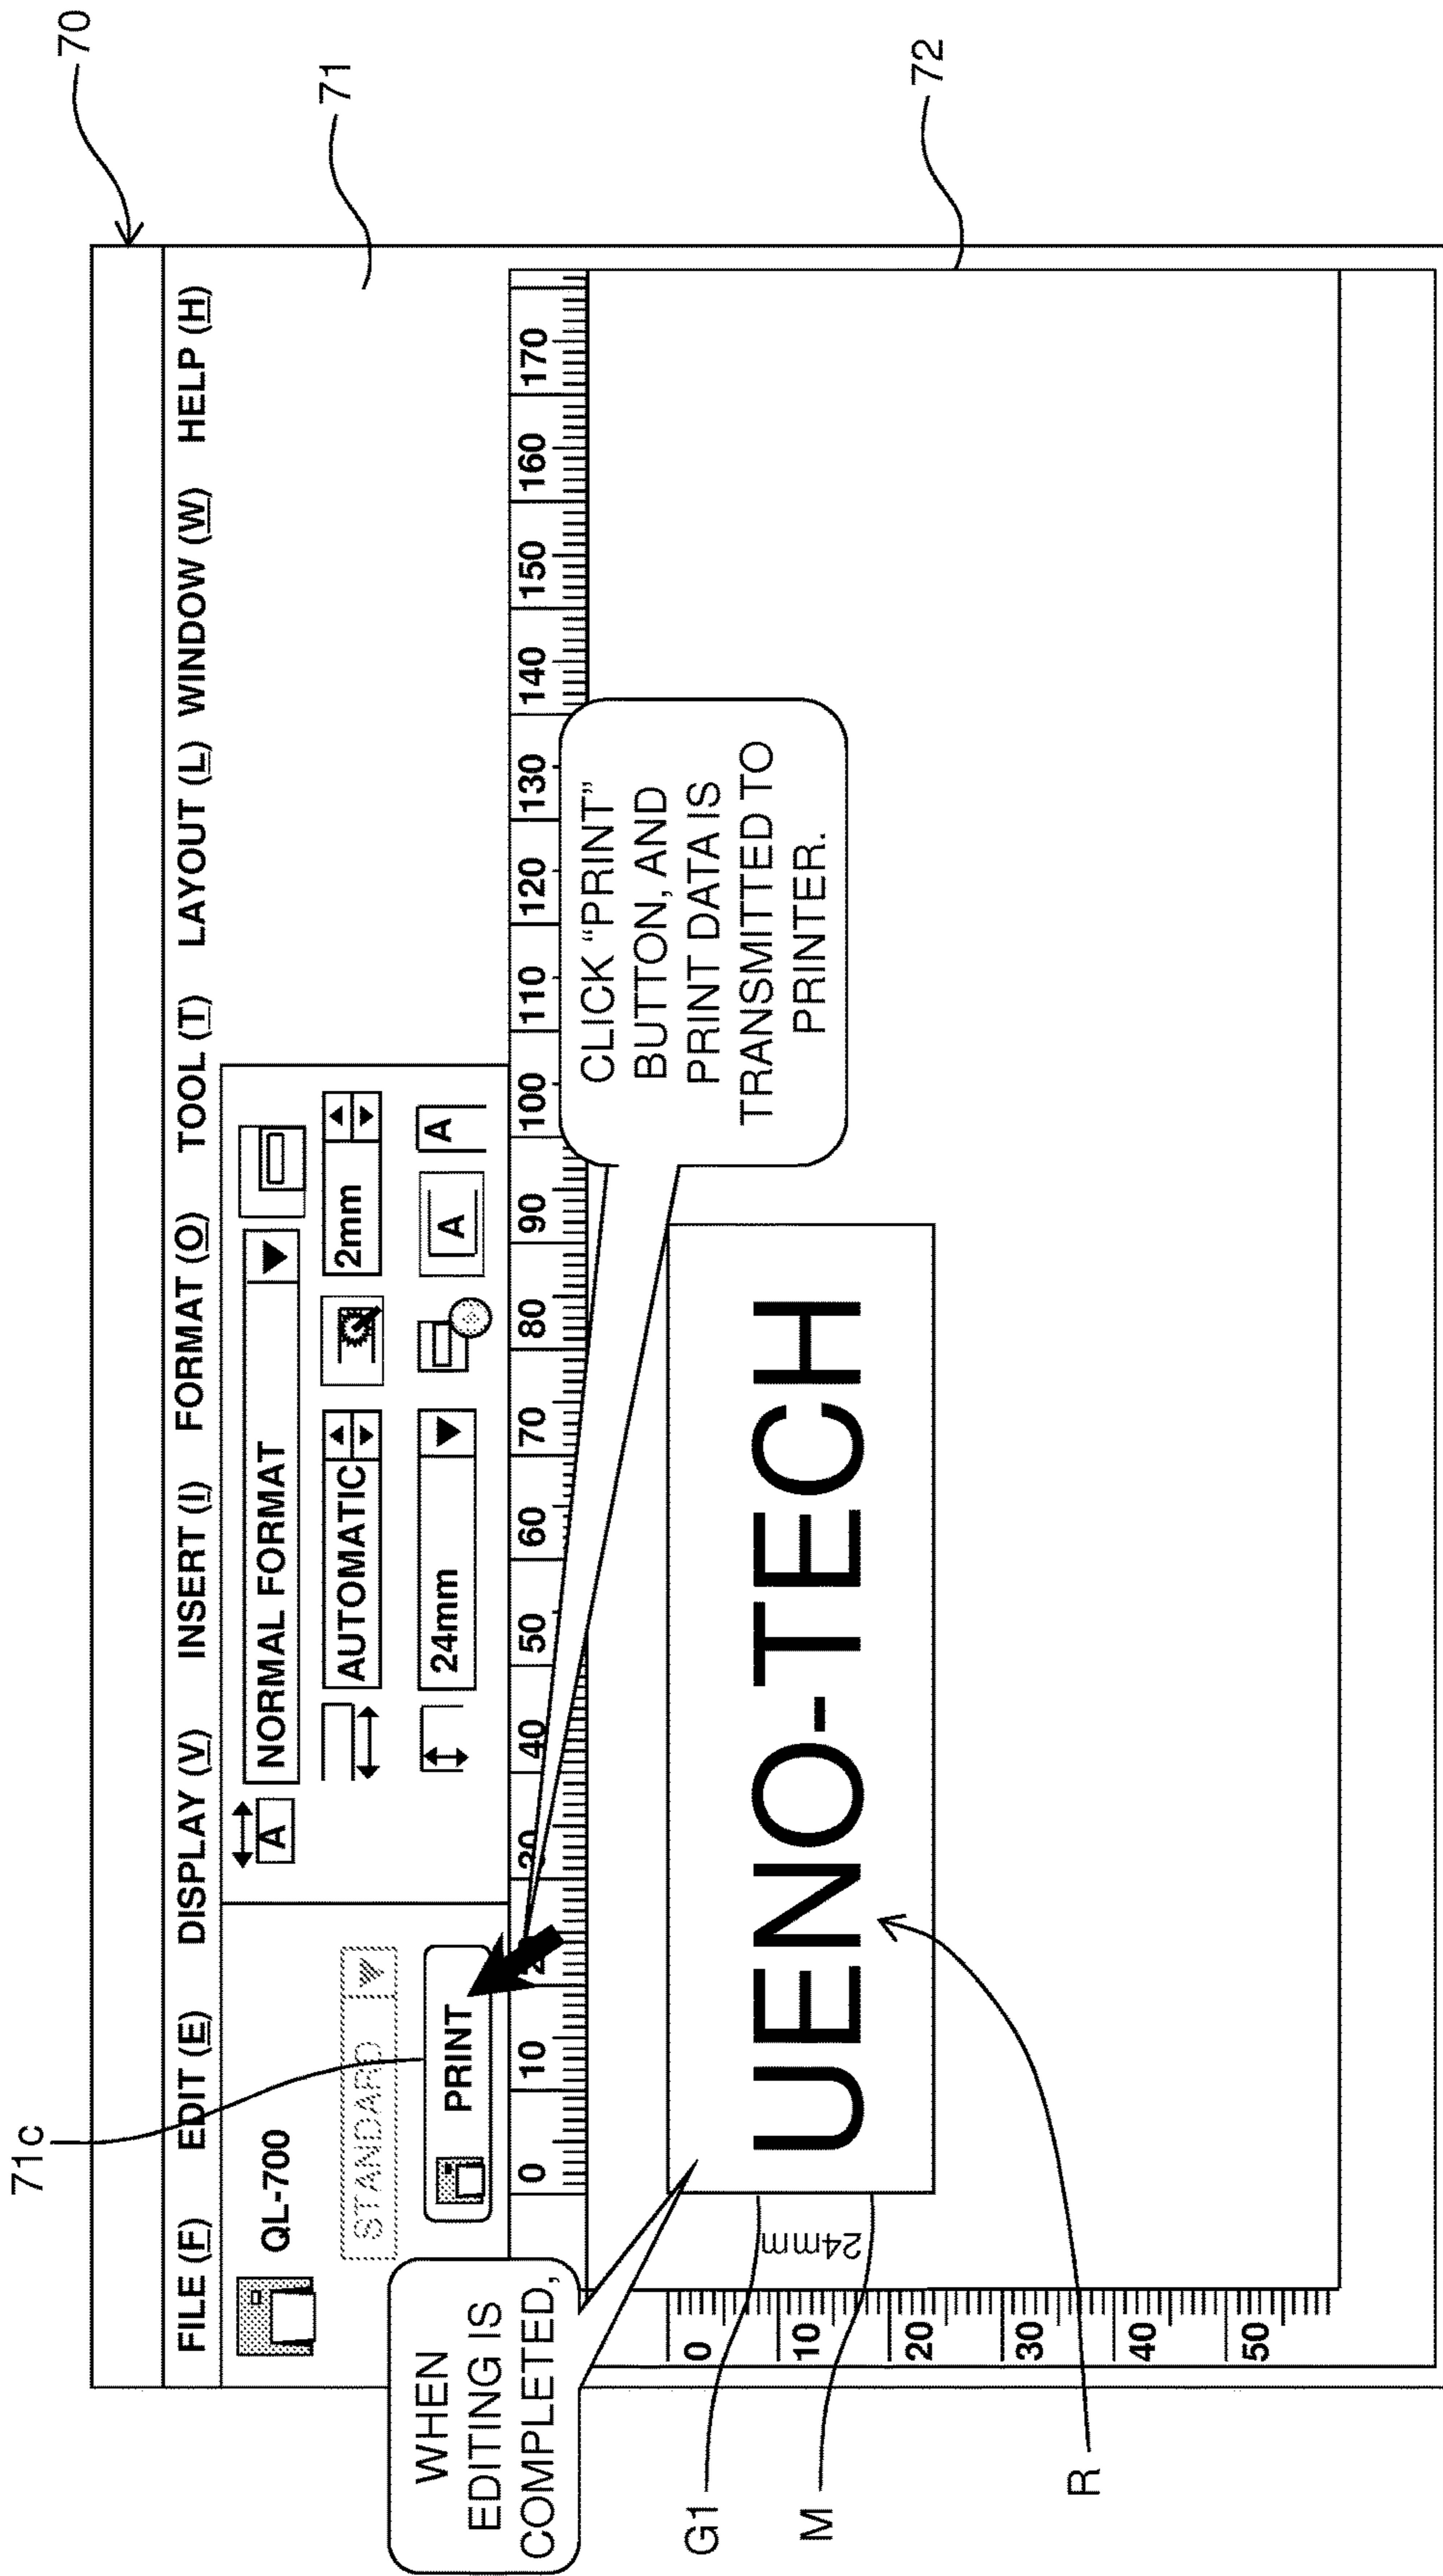 70
71
72
71c
FILE (F) EDIT (E) DISPLAY (V) INSERT (I) FORMAT (O) TOOL (T) LAYOUT (L) WINDOW (W) HELP (H)
QL-700
STANDARD
PRINT
A
NORMAL FORMAT
AUTOMATIC
2mm
24mm
A
A
0 10 20 30 40 50 60 70 80 90 100 110 120 130 140 150 160 170
WHEN
EDITING IS
COMPLETED,
CLICK “PRINT”
BUTTON, AND
PRINT DATA IS
TRANSMITTED TO
PRINTER.
0
10
20
30
40
50
24mm
UENO-TECH
G1
M
R